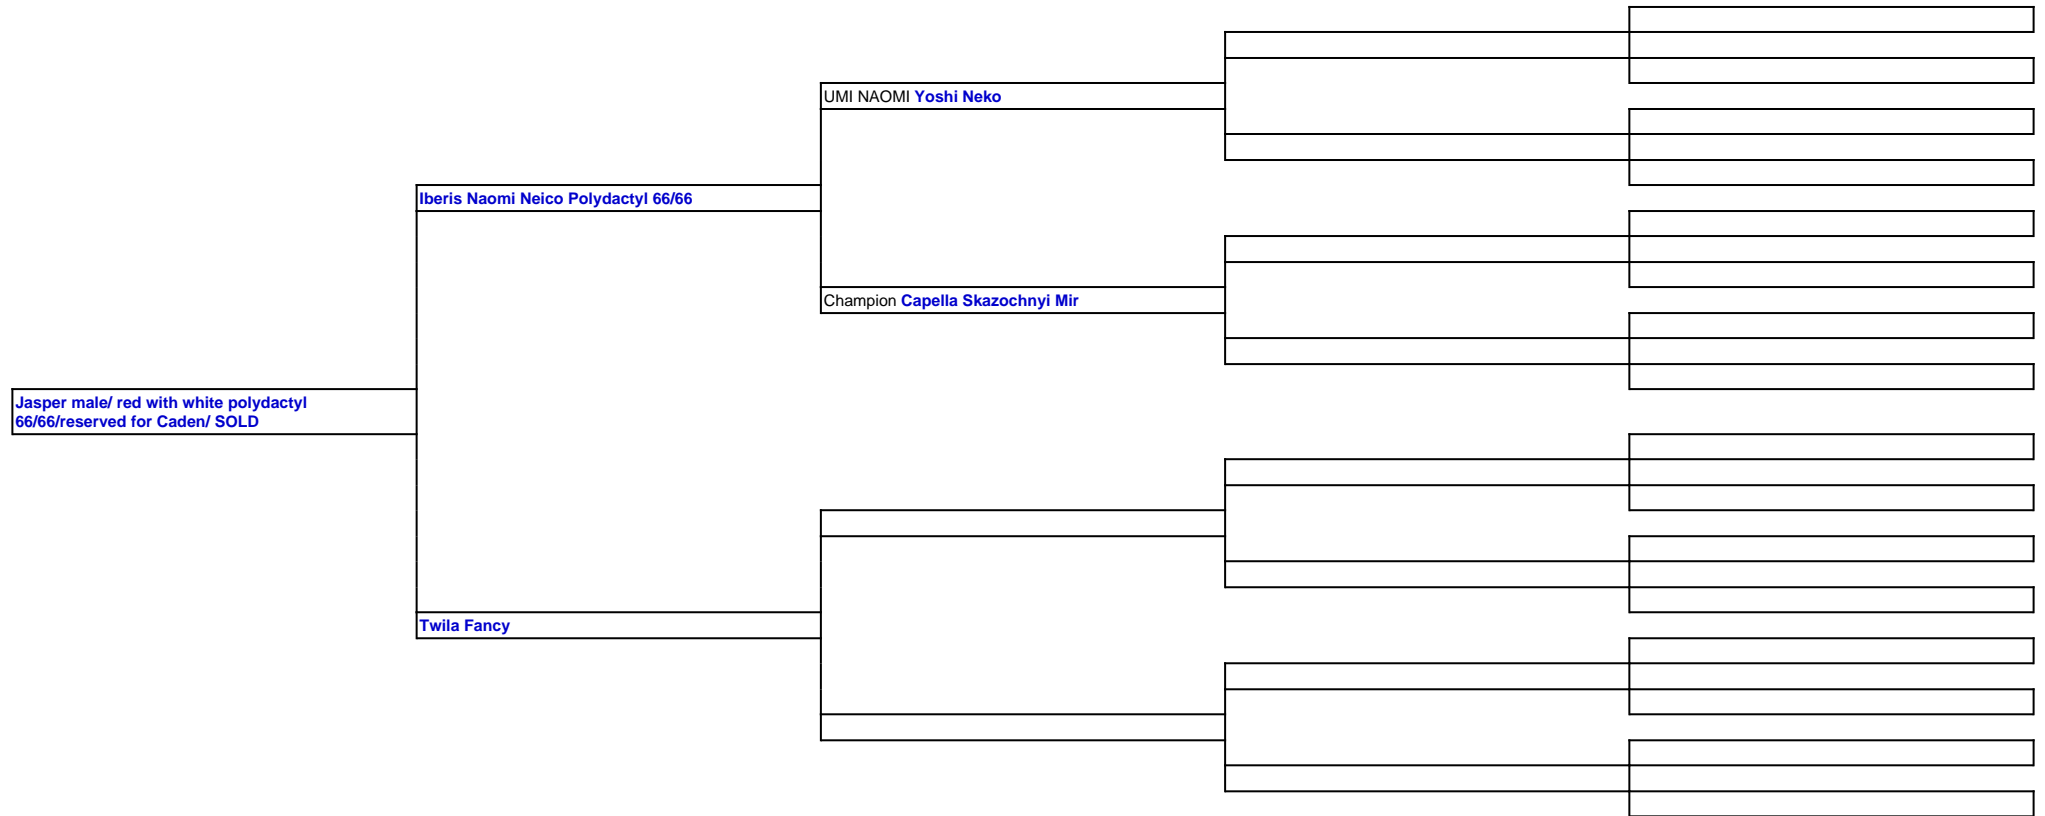 UMI NAOMI Yoshi Neko
Iberis Naomi Neico Polydactyl 66/66
Champion Capella Skazochnyi Mir
Jasper male/ red with white polydactyl
66/66/reserved for Caden/ SOLD
Twila Fancy